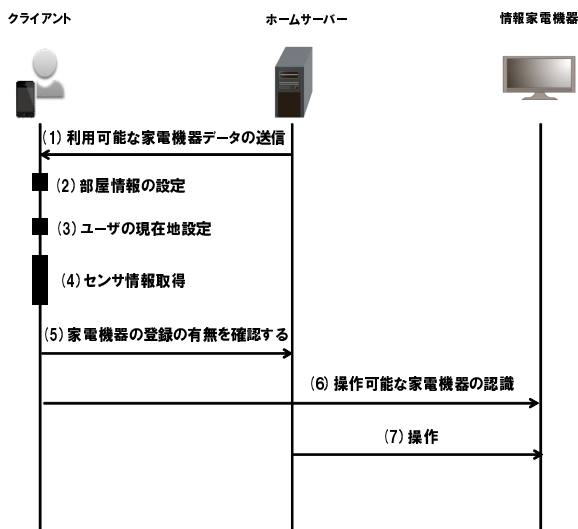 クライアント
ホームサーバー
情報家電機器
(1) 利用可能な家電機器データの送信
(2) 部屋情報の設定
(3) ユーザの現在地設定
(4) センサ情報取得
(5) 家電機器の登録の有無を確認する
(6) 操作可能な家電機器の認識
(7) 操作